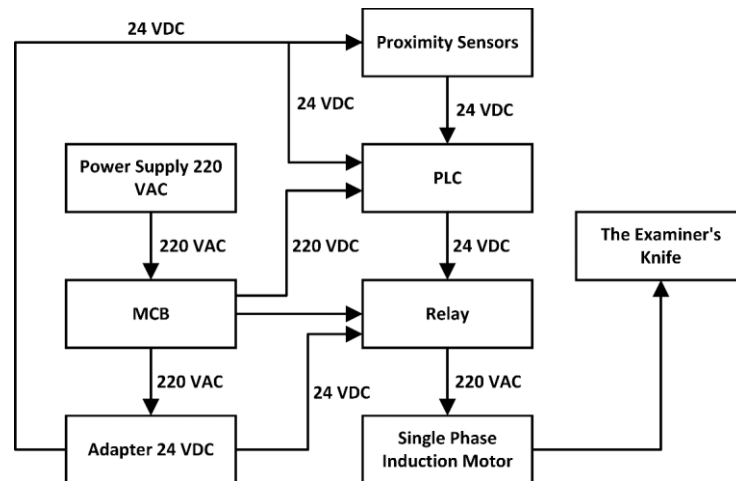 24 VDC
Proximity Sensors
24 VDC
24 VDC
Power Supply 220
VAC
PLC
220 VAC
220 VDC
24 VDC
The Examiner's
Knife
MCB
Relay
220 VAC
24 VDC
220 VAC
Adapter 24 VDC
Single Phase
Induction Motor